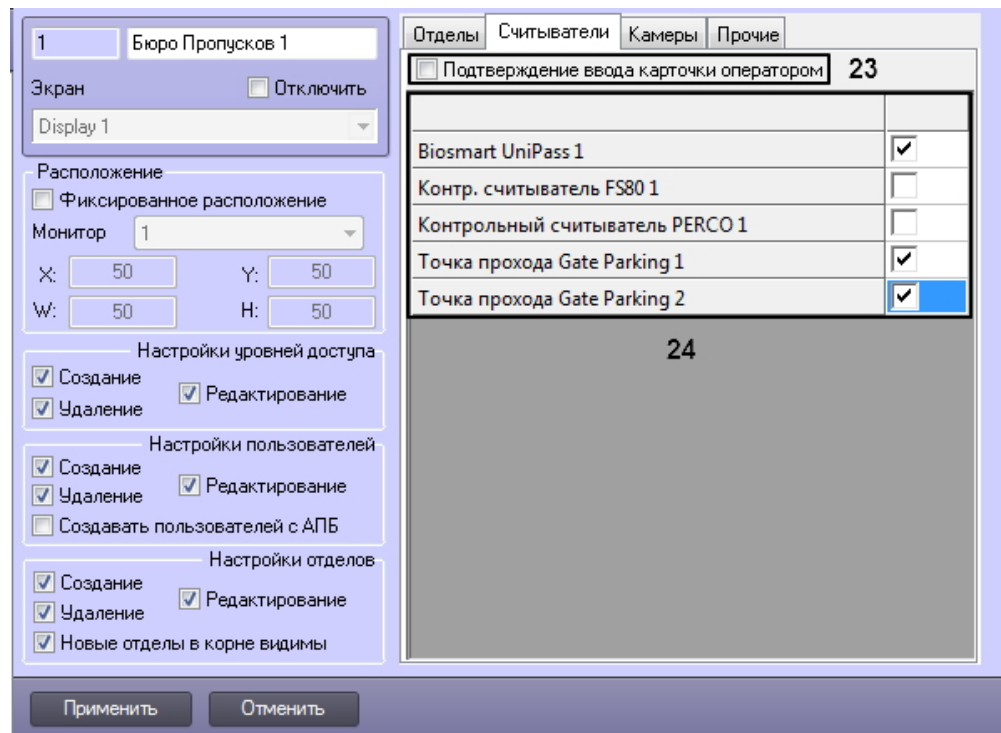 1 Бюро Пропусков 1
Экран Отключить
Display 1
Расположение
Фиксированное расположение
Монитор 1
X: 50 Y: 50
W: 50 H: 50
Настройки уровней доступа
Создание
Редактирование
Удаление
Настройки пользователей
Создание
Редактирование
Удаление
Создавать пользователей с АПБ
Настройки отделов
Создание
Редактирование
Удаление
Новые отделы в корне видимы
Отделы Считыватели Камеры Прочие
Подтверждение ввода карточки оператором 23
Biosmart UniPass 1
Контр. считыватель FS80 1
Контрольный считыватель PERCO 1
Точка прохода Gate Parking 1
Точка прохода Gate Parking 2
24
Применить Отменить